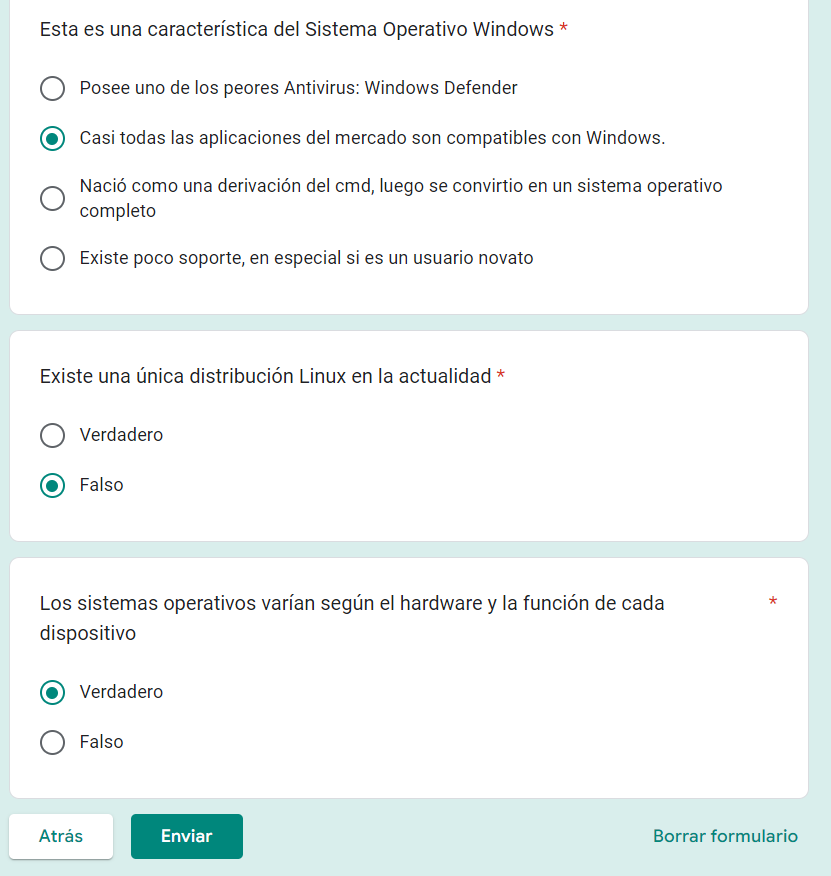 Esta es una característica del Sistema Operativo Windows *
Posee uno de los peores Antivirus: Windows Defender
Casi todas las aplicaciones del mercado son compatibles con Windows.
Nació como una derivación del cmd, luego se convirtio en un sistema operativo
completo
Existe poco soporte, en especial si es un usuario novato
Existe una única distribución Linux en la actualidad *
Verdadero
Falso
Los sistemas operativos varían según el hardware y la función de cada *
dispositivo
Verdadero
Falso
Atrás Enviar Borrar formulario